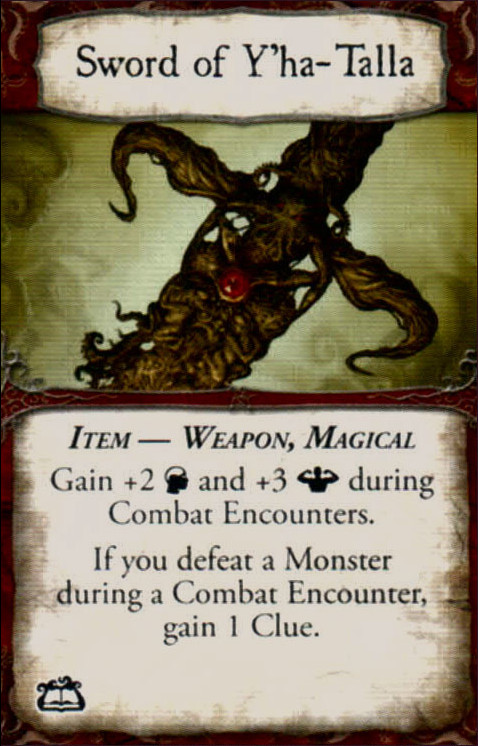 Sword of Y'ha-Talla
Item — Weapon, Magical
Gain +2 and +3 during
Combat Encounters.
If you defeat a Monster
during a Combat Encounter,
gain 1 Clue.